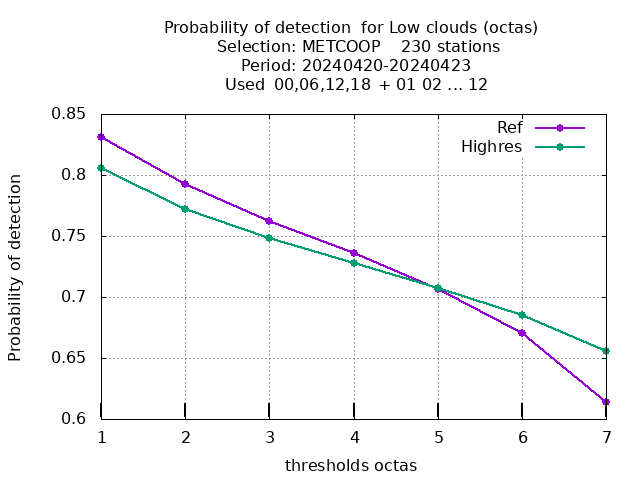 Probability of detection  for Low clouds (octas)
Selection: METCOOP    230 stations
Period: 20240420-20240423
Used  00,06,12,18 + 01 02 ... 12
Ref
Highres
Probability of detection
0.85
0.8
0.75
0.7
0.65
0.6
1 2 3 4 5 6 7
thresholds octas